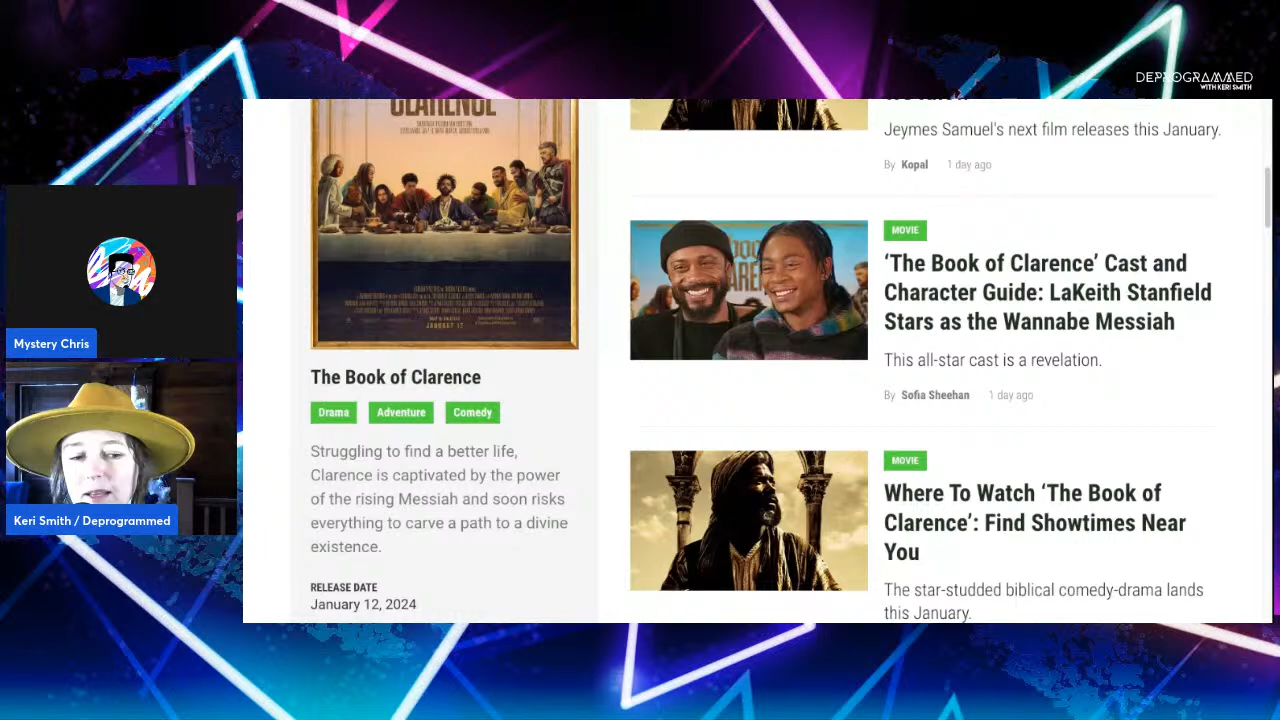 DEPROGRAMMED
WITH KERI SMITH
Mystery Chris
Keri Smith / Deprogrammed
CLARENCE
JANUARY 12
The Book of Clarence
Drama
Adventure
Comedy
Struggling to find a better life,
Clarence is captivated by the power
of the rising Messiah and soon risks
everything to carve a path to a divine
existence.
RELEASE DATE
January 12, 2024
Jeymes Samuel's next film releases this January.
By Kopal 1 day ago
MOVIE
‘The Book of Clarence’ Cast and
Character Guide: LaKeith Stanfield
Stars as the Wannabe Messiah
This all-star cast is a revelation.
By Sofia Sheehan 1 day ago
MOVIE
Where To Watch ‘The Book of
Clarence’: Find Showtimes Near
You
The star-studded biblical comedy-drama lands
this January.